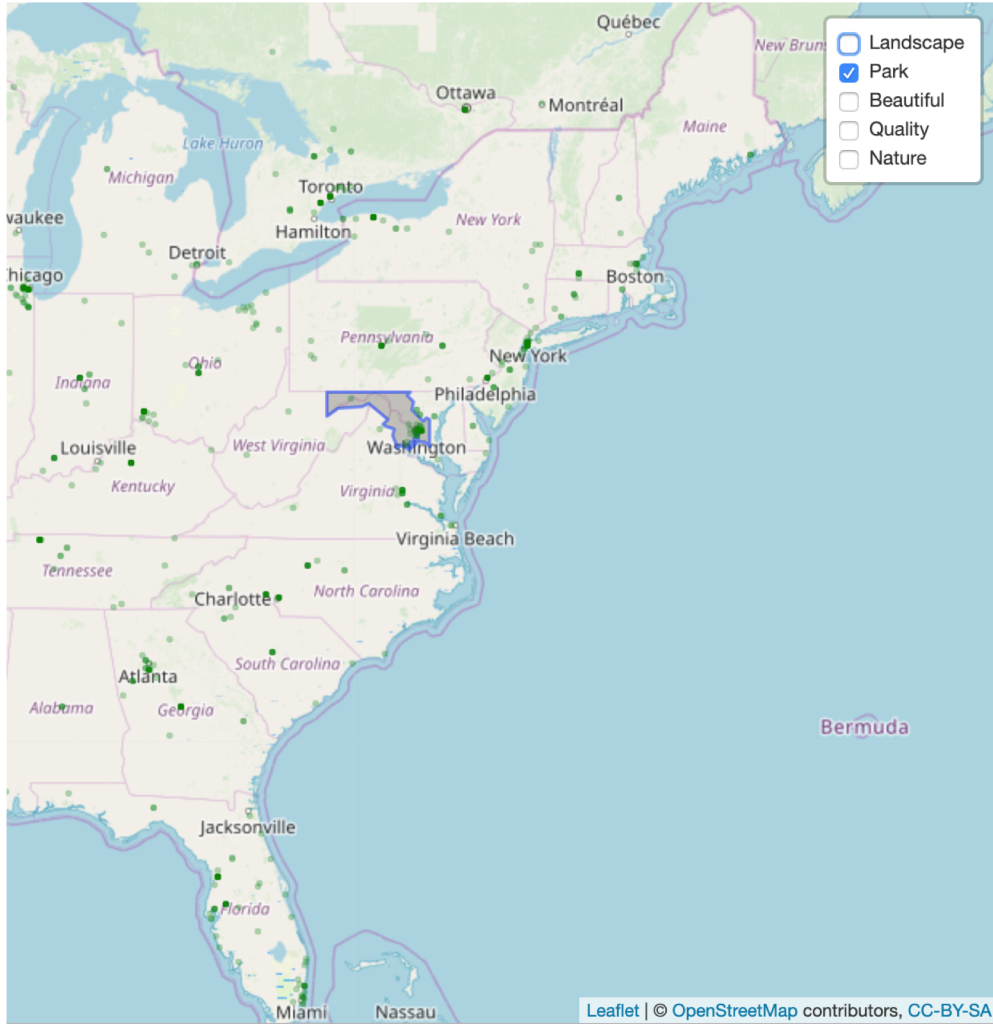 Québec
New Bruns
Landscape
Park
Beautiful
Quality
Nature
Ottawa
Montréal
Maine
Lake Huron
Michigan
Toronto
waukee
New York
Hamilton
Detroit
Boston
hicago
Pennsylvania
New York
Ohio
Indiana
Philadelphia
Louisville
West Virginia
Washington
Kentucky
Virginia
Virginia Beach
Tennessee
North Carolina
Charlotte
South Carolina
Atlanta
Alabama
Georgia
Bermuda
Jacksonville
Florida
Miami
Nassau
Leaflet | © OpenStreetMap contributors, CC-BY-SA